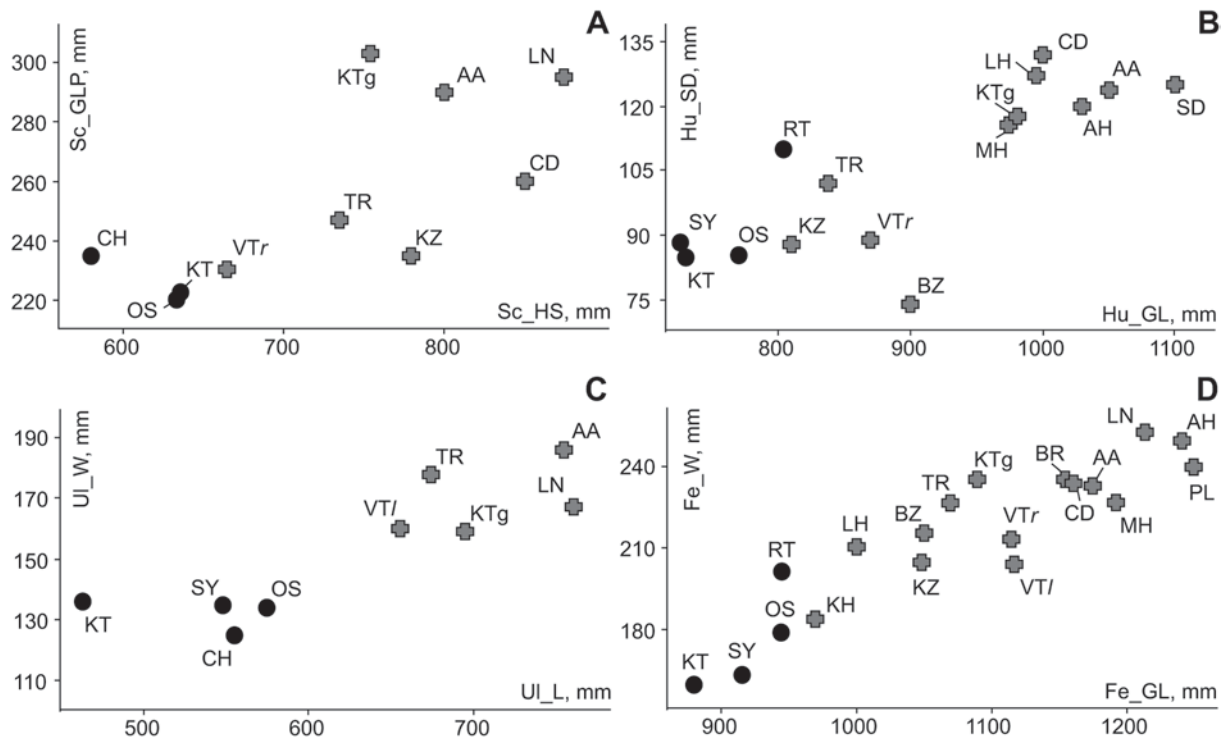 A
Sc_GLP, mm
300
280
260
240
220
KTg
AA
LN
CD
TR
KZ
CH
VTr
KT
OS
Sc_HS, mm
600
700
800
B
Hu_SD, mm
135
120
105
90
75
CD
LH
AA
KTg
SD
AH
MH
RT
TR
SY
OS
KZ
VTr
KT
BZ
Hu_GL, mm
800
900
1000
1100
C
Ul_W, mm
190
170
150
130
110
AA
TR
LN
VTl
KTg
SY
OS
KT
CH
Ul_L, mm
500
600
700
D
Fe_W, mm
240
210
180
LN
AH
BR
AA
KTg
TR
PL
CD
MH
LH
BZ
VTr
RT
KZ
VTl
OS
KH
KT
SY
Fe_GL, mm
900
1000
1100
1200